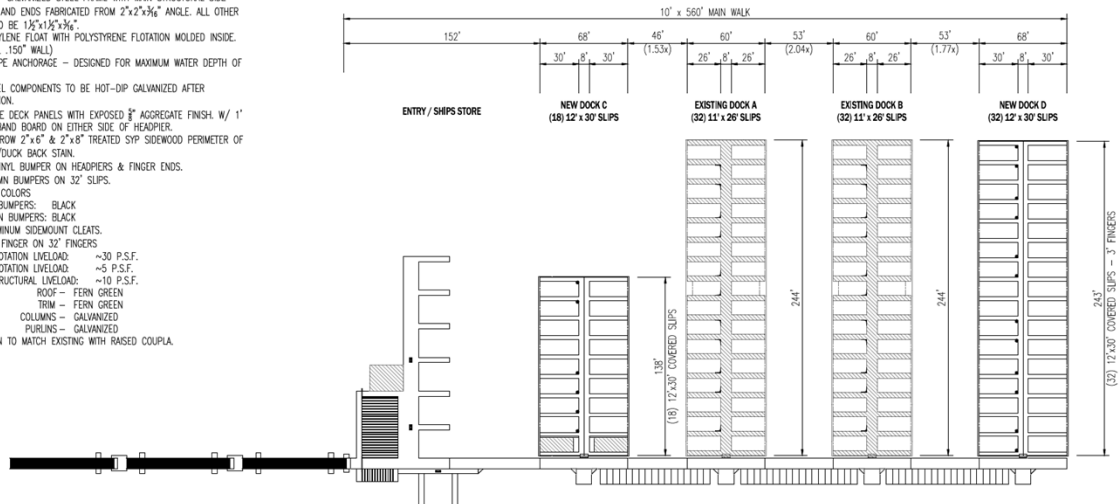 AND ENDS FABRICATED FROM 2"x2"x3/16" ANGLE. ALL OTHER
TO BE 1½"x1½"x3/16".
YLENE FLOAT WITH POLYSTYRENE FLOTATION MOLDED INSIDE.
.150" WALL)
PE ANCHORAGE – DESIGNED FOR MAXIMUM WATER DEPTH OF
EL COMPONENTS TO BE HOT-DIP GALVANIZED AFTER
ION.
E DECK PANELS WITH EXPOSED AGGREGATE FINISH. W/ 1'
HAND BOARD ON EITHER SIDE OF HEADPIER.
ROW 2"x6" & 2"x8" TREATED SYP SIDEWOOD PERIMETER OF
/DUCK BACK STAIN.
INYL BUMPER ON HEADPIERS & FINGER ENDS.
MN BUMPERS ON 32' SLIPS.
COLORS
BUMPERS: BLACK
N BUMPERS: BLACK
MINUM SIDEMOUNT CLEATS.
FINGER ON 32' FINGERS
OTATION LIVELOAD: ~30 P.S.F.
OTATION LIVELOAD: ~5 P.S.F.
RUCTURAL LIVELOAD: ~10 P.S.F.
ROOF – FERN GREEN
TRIM – FERN GREEN
COLUMNS – GALVANIZED
PURLINS – GALVANIZED
N TO MATCH EXISTING WITH RAISED COUPLA.
10' x 560' MAIN WALK
152' 68' 46' 60' 53' 60' 53' 68'
(1.53x) (2.04x) (1.77x)
30' 8' 30' 26' 8' 26' 26' 8' 26' 30' 8' 30'
ENTRY / SHIPS STORE
NEW DOCK C
(18) 12' x 30' SLIPS
EXISTING DOCK A
(32) 11' x 26' SLIPS
EXISTING DOCK B
(32) 11' x 26' SLIPS
NEW DOCK D
(32) 12' x 30' SLIPS
138'
(18) 12'x30' COVERED SLIPS
244'
244'
243'
(32) 12'x30' COVERED SLIPS – 3' FINGERS